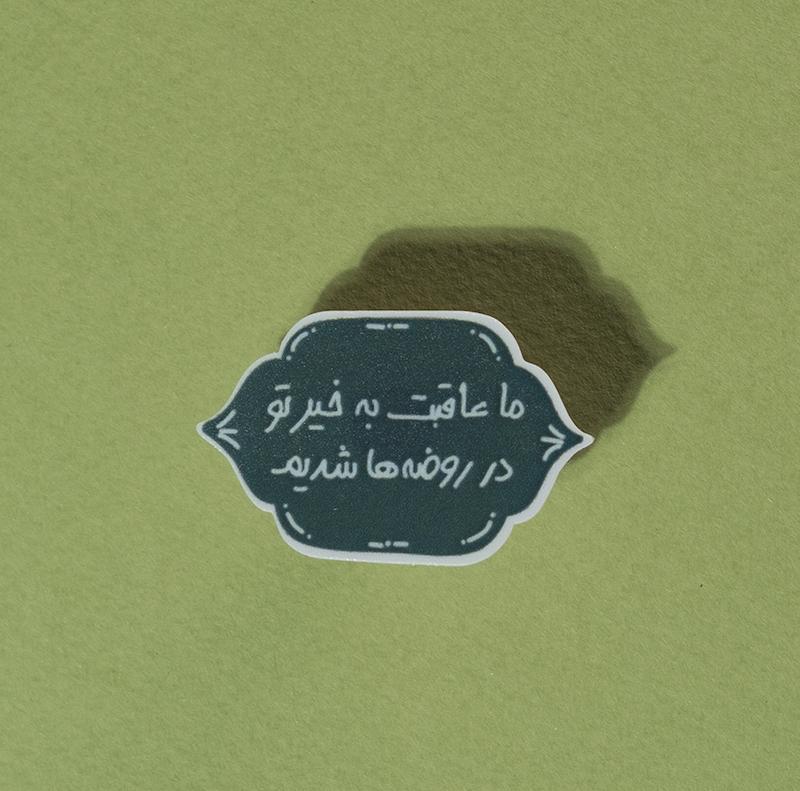 ما عاقبت به خیر تو
در روضه‌ها شدیم